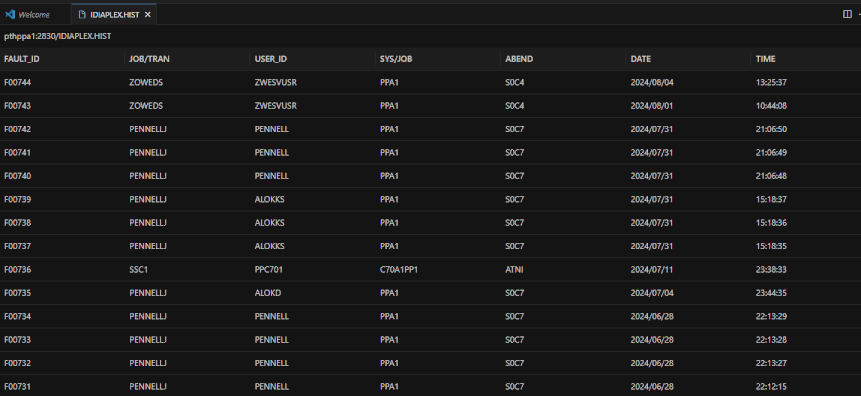 Welcome IDIAPLEX.HIST
pthppa1:2830/IDIAPLEX.HIST
FAULT_ID JOB/TRAN USER_ID SYS/JOB ABEND DATE TIME
F00744 ZOWEDS ZWESVUSR PPA1 S0C4 2024/08/04 13:25:37
F00743 ZOWEDS ZWESVUSR PPA1 S0C4 2024/08/01 10:44:08
F00742 PENNELLJ PENNELL PPA1 S0C7 2024/07/31 21:06:50
F00741 PENNELLJ PENNELL PPA1 S0C7 2024/07/31 21:06:49
F00740 PENNELLJ PENNELL PPA1 S0C7 2024/07/31 21:06:48
F00739 PENNELLJ ALOKKS PPA1 S0C7 2024/07/31 15:18:37
F00738 PENNELLJ ALOKKS PPA1 S0C7 2024/07/31 15:18:36
F00737 PENNELLJ ALOKKS PPA1 S0C7 2024/07/31 15:18:35
F00736 SSC1 PPC701 C70A1PP1 ATNI 2024/07/11 23:38:33
F00735 PENNELLJ ALOKD PPA1 S0C7 2024/07/04 23:44:35
F00734 PENNELLJ PENNELL PPA1 S0C7 2024/06/28 22:13:29
F00733 PENNELLJ PENNELL PPA1 S0C7 2024/06/28 22:13:28
F00732 PENNELLJ PENNELL PPA1 S0C7 2024/06/28 22:13:27
F00731 PENNELLJ PENNELL PPA1 S0C7 2024/06/28 22:12:15